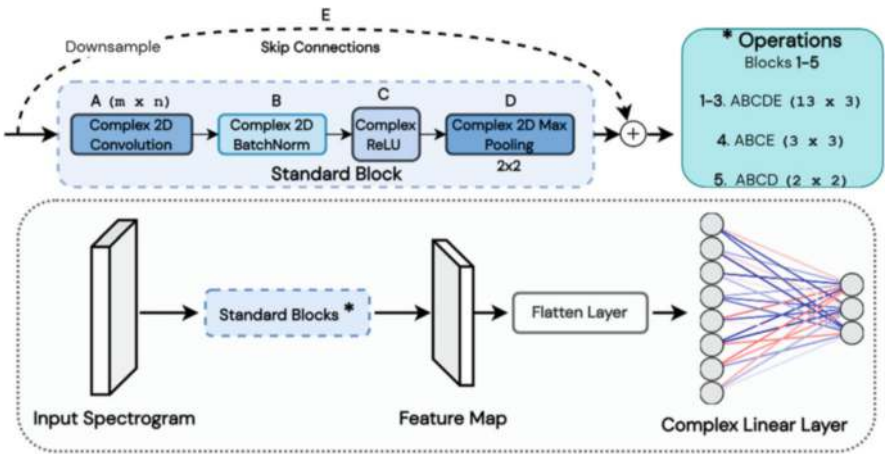 E
Downsample
Skip Connections
A (m x n)
B
C
D
Complex 2D
Convolution
Complex 2D
BatchNorm
Complex
ReLU
Complex 2D Max
Pooling
2x2
Standard Block
* Operations
Blocks 1-5
1-3. ABCDE (13 x 3)
4. ABCE (3 x 3)
5. ABCD (2 x 2)
Standard Blocks *
Flatten Layer
Input Spectrogram
Feature Map
Complex Linear Layer